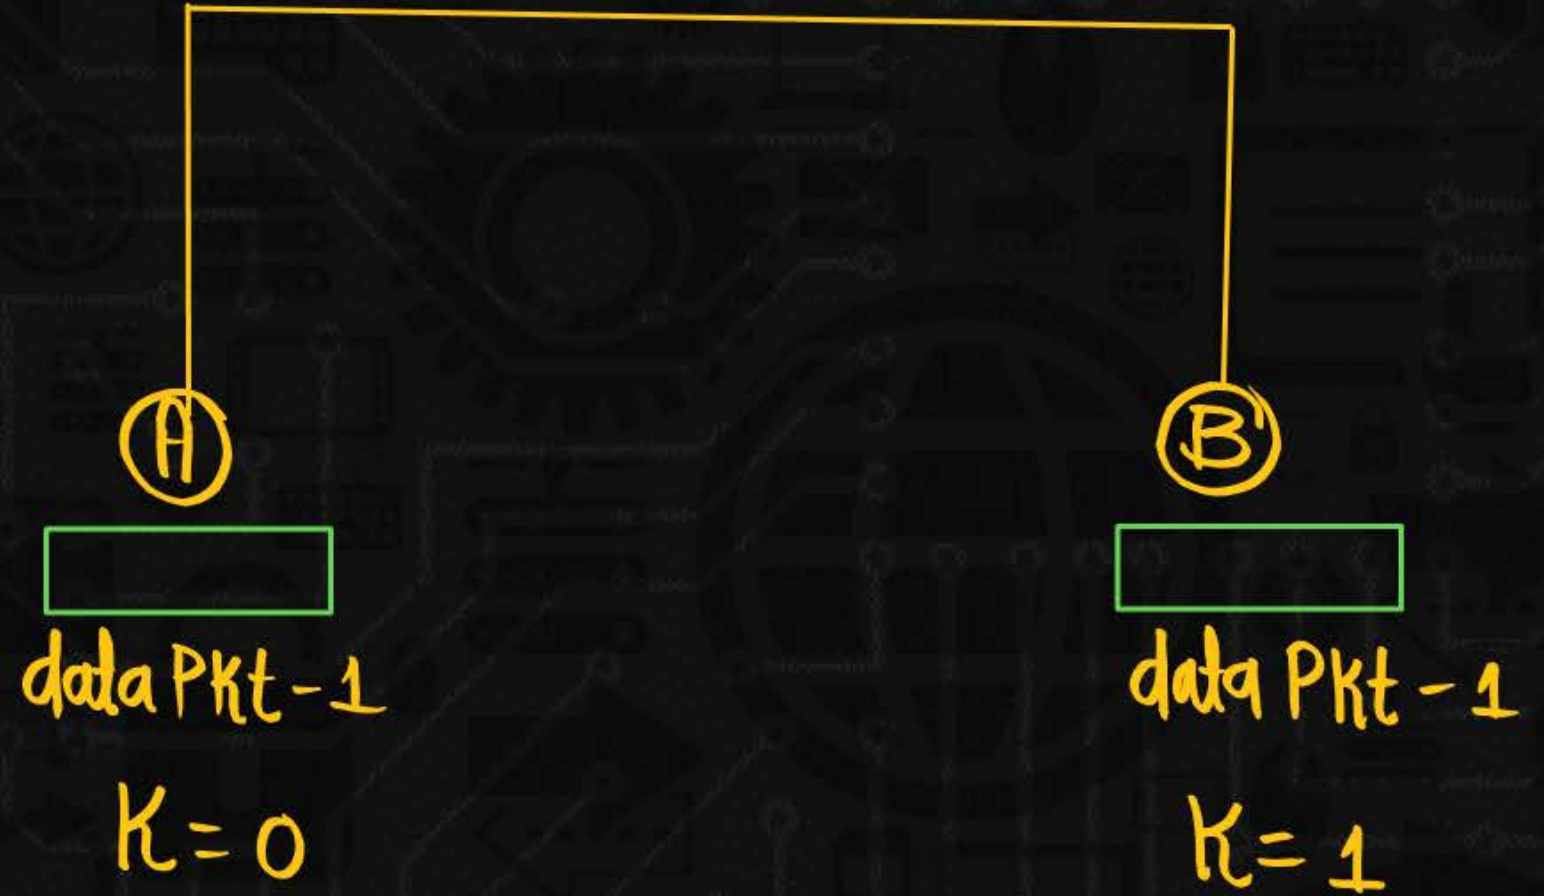 A
B
data Pkt-1
data Pkt-1
K=0
K=1